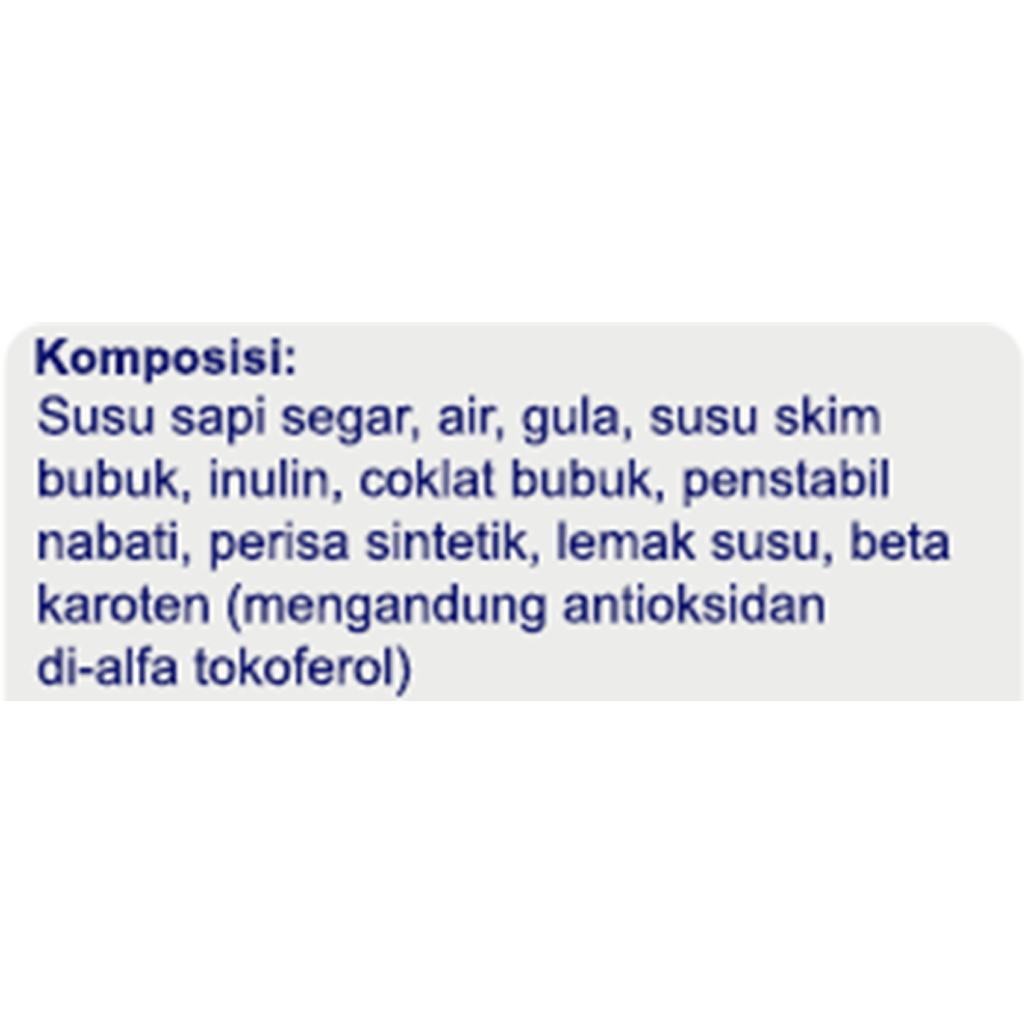 Komposisi:
Susu sapi segar, air, gula, susu skim
bubuk, inulin, coklat bubuk, penstabil
nabati, perisa sintetik, lemak susu, beta
karoten (mengandung antioksidan
di-alfa tokoferol)